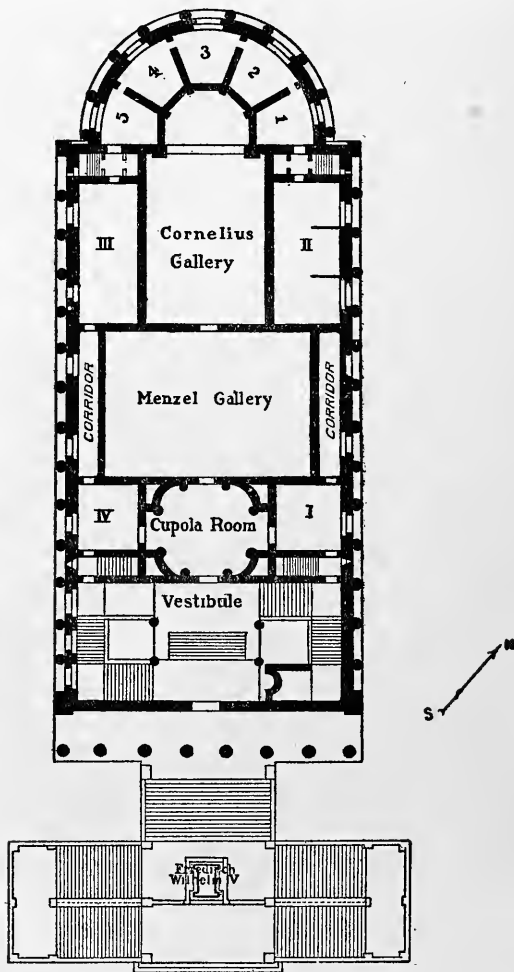 3
4
2
5
1
III
Cornelius
Gallery
II
CORRIDOR
Menzel Gallery
CORRIDOR
IV
Cupola Room
I
Vestibule
N
S
Friedrich
Wilhelm IV